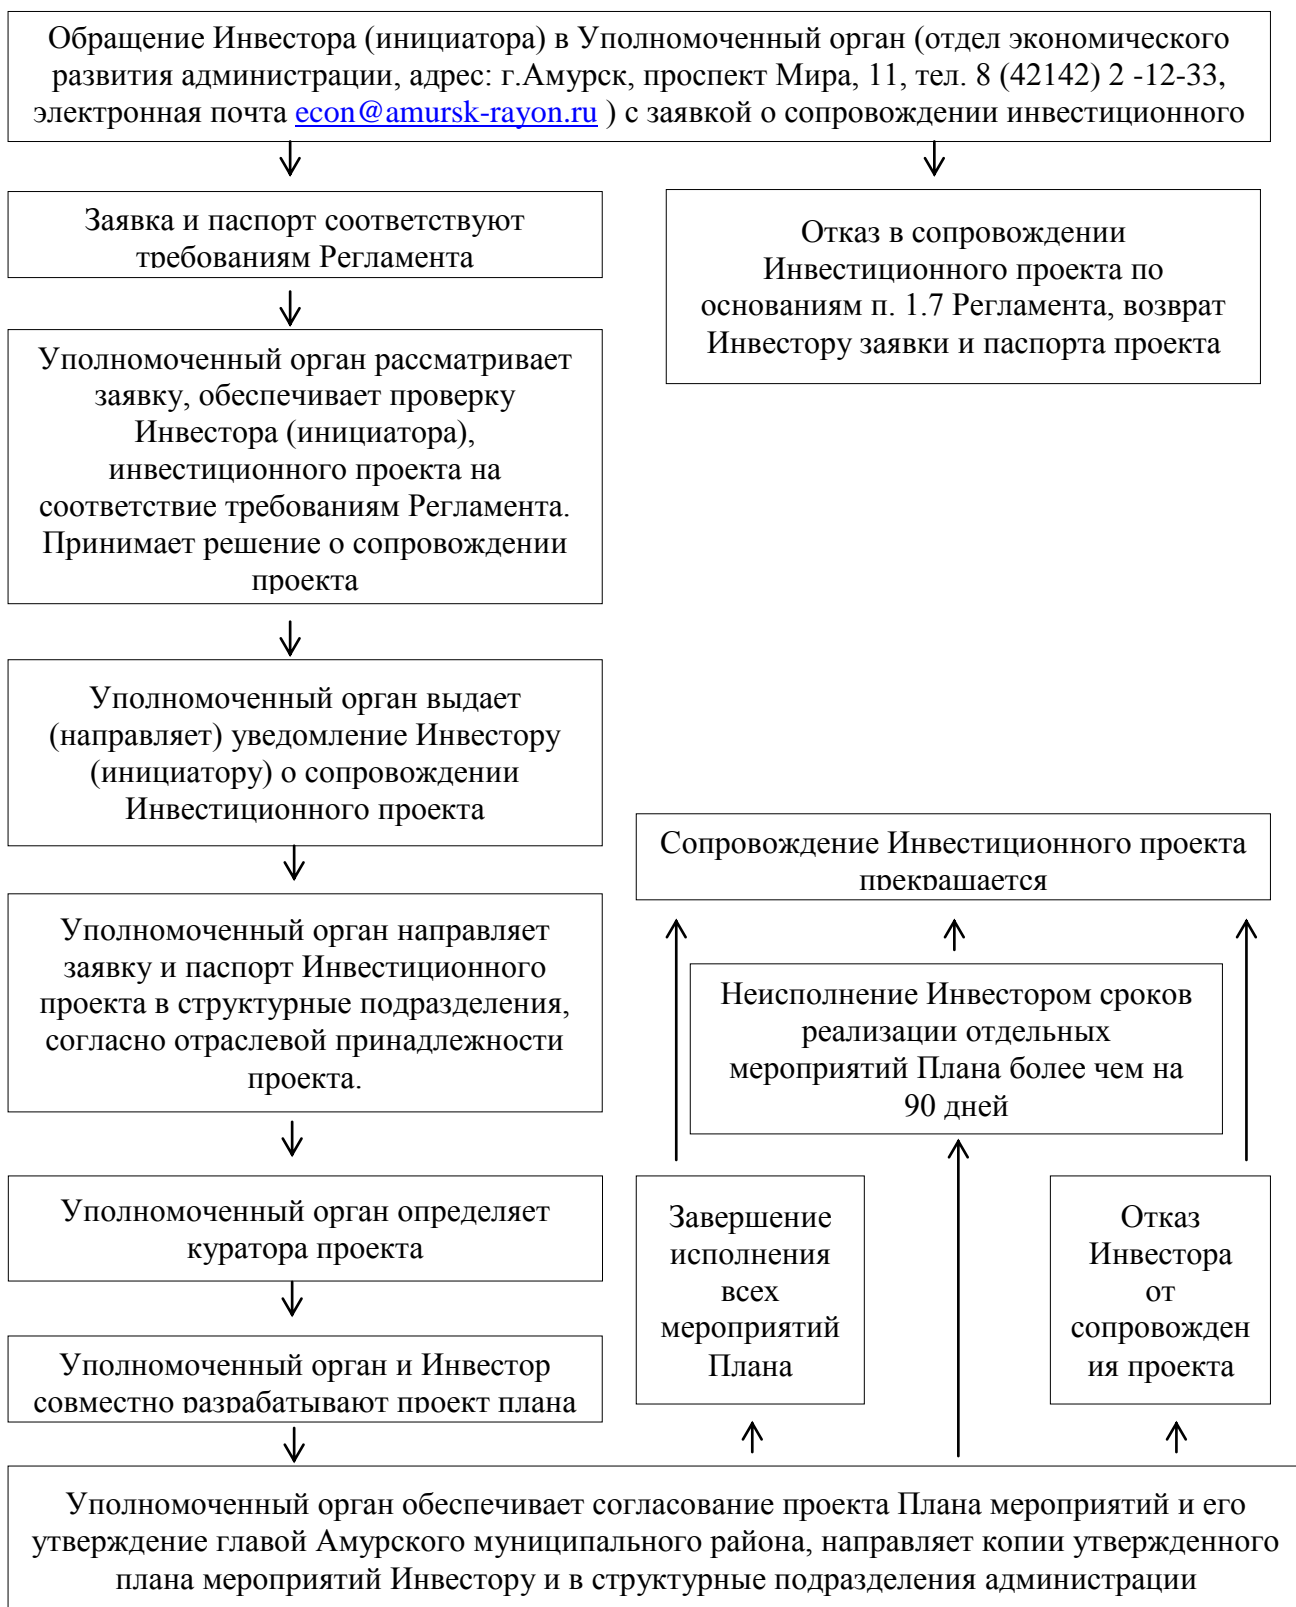 Обращение Инвестора (инициатора) в Уполномоченный орган (отдел экономического
развития администрации, адрес: г.Амурск, проспект Мира, 11, тел. 8 (42142) 2 -12-33,
электронная почта econ@amursk-rayon.ru ) с заявкой о сопровождении инвестиционного
Заявка и паспорт соответствуют
требованиям Регламента
Отказ в сопровождении
Инвестиционного проекта по
основаниям п. 1.7 Регламента, возврат
Инвестору заявки и паспорта проекта
Уполномоченный орган рассматривает
заявку, обеспечивает проверку
Инвестора (инициатора),
инвестиционного проекта на
соответствие требованиям Регламента.
Принимает решение о сопровождении
проекта
Уполномоченный орган выдает
(направляет) уведомление Инвестору
(инициатору) о сопровождении
Инвестиционного проекта
Сопровождение Инвестиционного проекта
прекращается
Уполномоченный орган направляет
заявку и паспорт Инвестиционного
проекта в структурные подразделения,
согласно отраслевой принадлежности
проекта.
Неисполнение Инвестором сроков
реализации отдельных
мероприятий Плана более чем на
90 дней
Уполномоченный орган определяет
куратора проекта
Завершение
исполнения
всех
мероприятий
Плана
Отказ
Инвестора
от
сопровожден
ия проекта
Уполномоченный орган и Инвестор
совместно разрабатывают проект плана
Уполномоченный орган обеспечивает согласование проекта Плана мероприятий и его
утверждение главой Амурского муниципального района, направляет копии утвержденного
плана мероприятий Инвестору и в структурные подразделения администрации